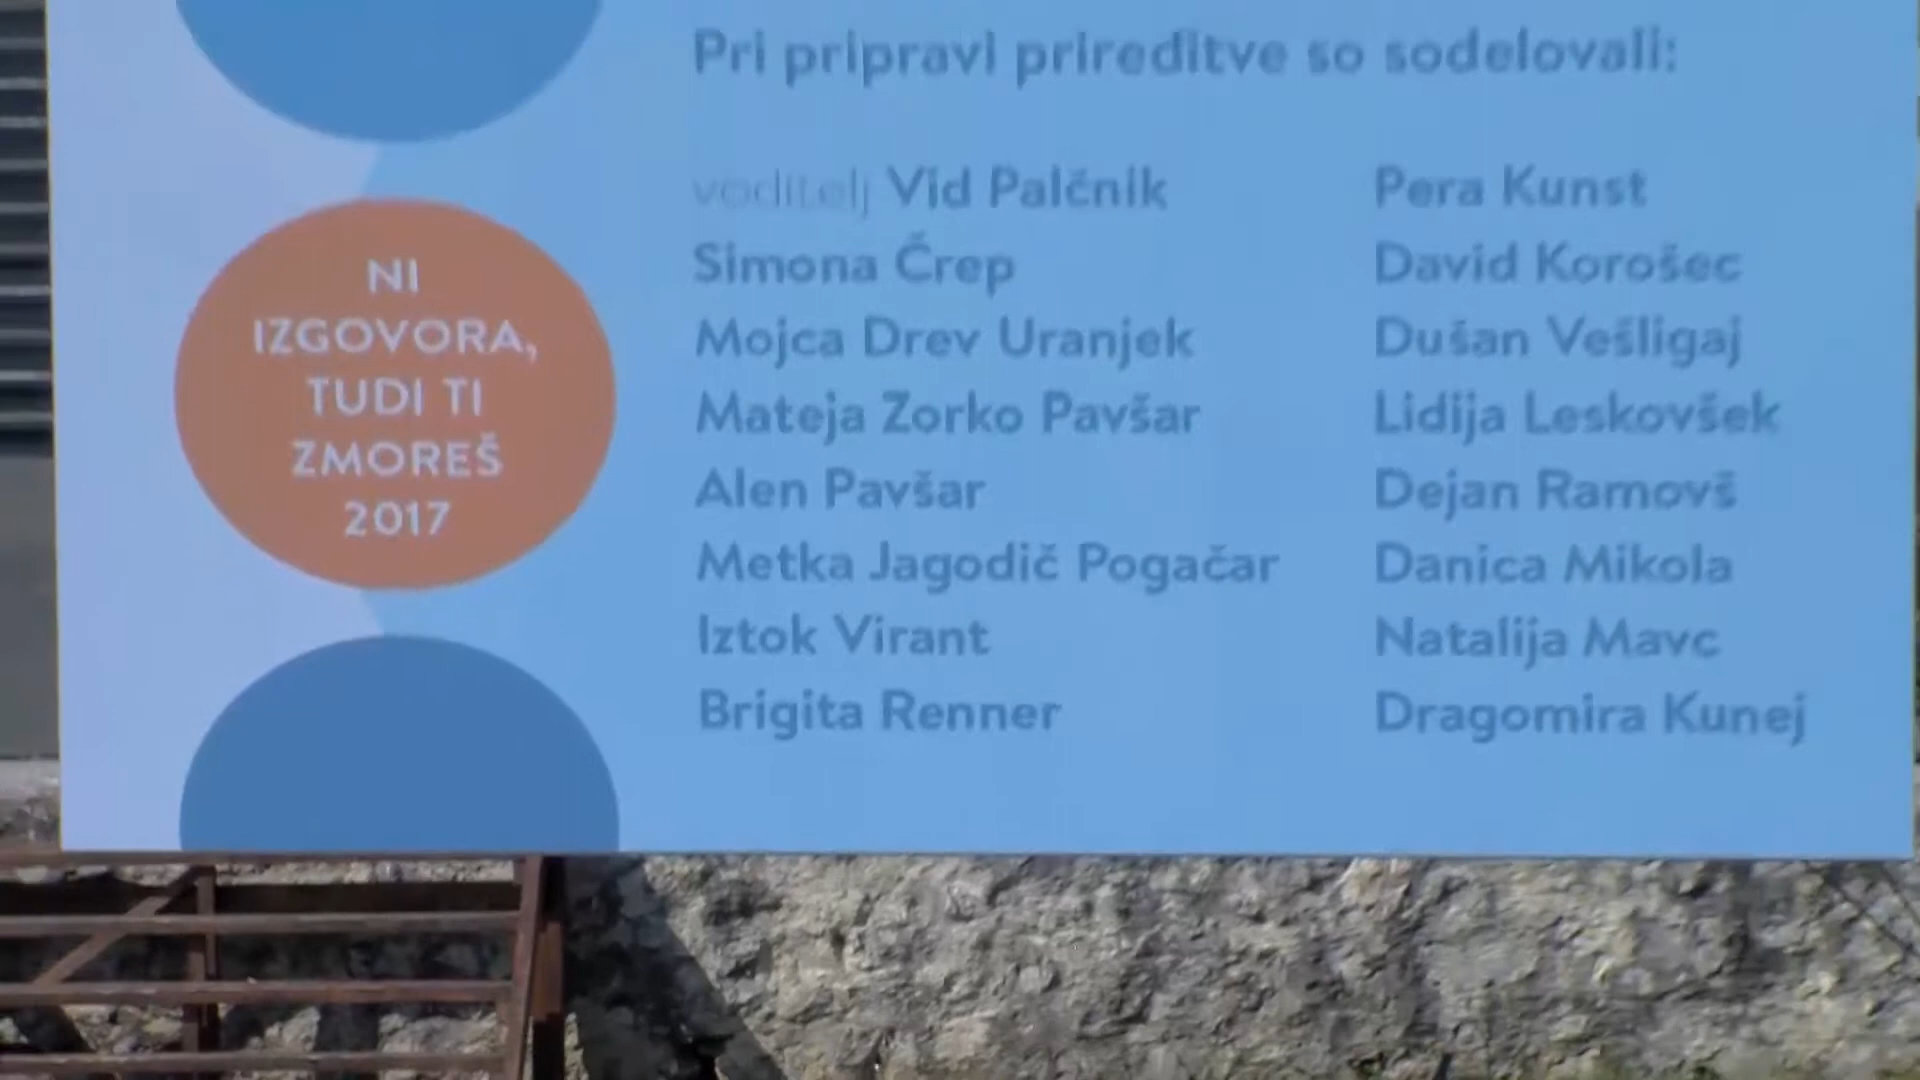 Pri pripravi prireditve so sodelovali:
NI
IZGOVORA,
TUDI TI
ZMOREŠ
2017
voditelj Vid Palčnik
Simona Črep
Mojca Drev Uranjek
Mateja Zorko Pavšar
Alen Pavšar
Metka Jagodič Pogačar
Iztok Virant
Brigita Renner
Pera Kunst
David Korošec
Dušan Vešligaj
Lidija Leskovšek
Dejan Ramovš
Danica Mikola
Natalija Mavc
Dragomira Kunej